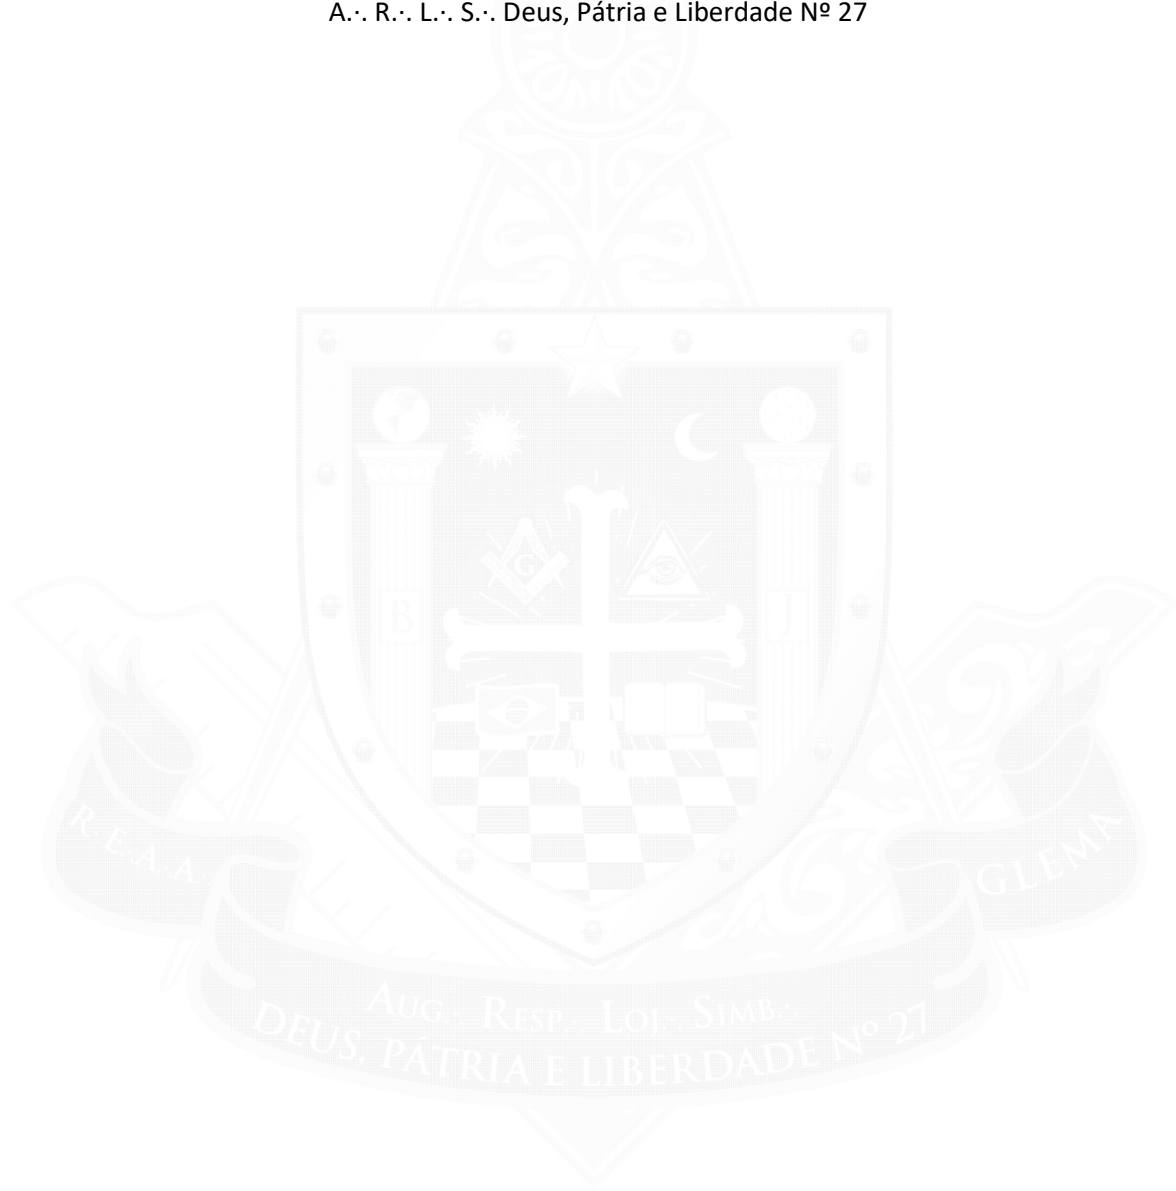 A.·. R.·. L.·. S.·. Deus, Pátria e Liberdade Nº 27
G
B
J
R.E.A.A.
GLEMA
AUG.·. RESP.·. LOJ.·. SIMB.·.
DEUS, PÁTRIA E LIBERDADE Nº 27